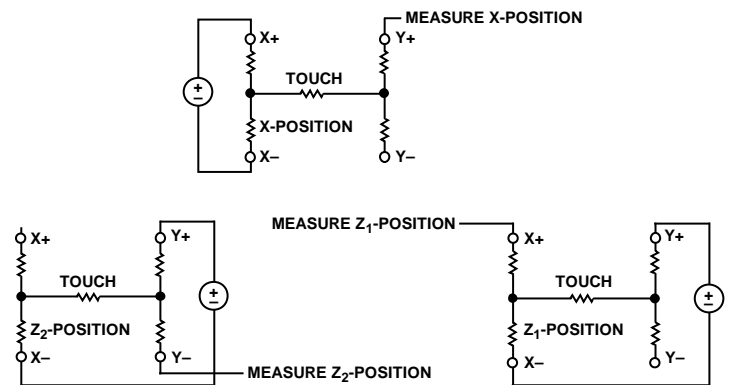 MEASURE X-POSITION
X+
Y+
TOUCH
X-POSITION
X–
Y–
MEASURE Z1-POSITION
X+
Y+
TOUCH
Z2-POSITION
X–
Y–
MEASURE Z2-POSITION
X+
Y+
TOUCH
Z1-POSITION
X–
Y–